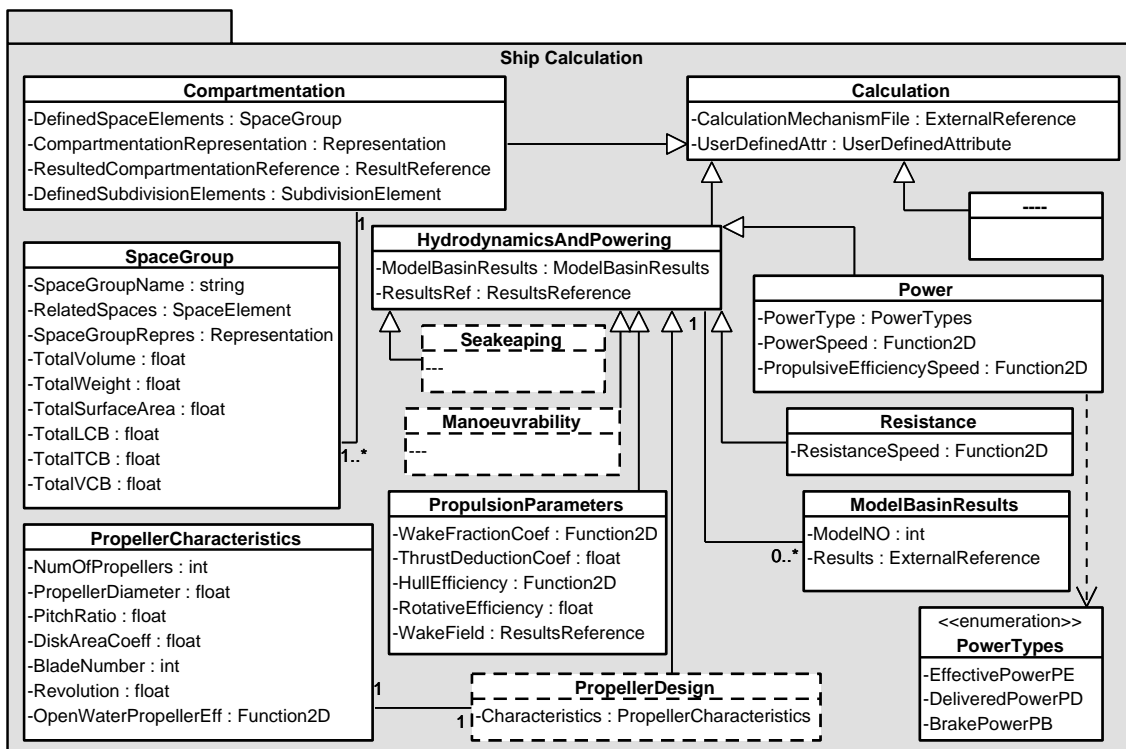 Ship Calculation
Compartmentation
-DefinedSpaceElements : SpaceGroup
-CompartmentationRepresentation : Representation
-ResultedCompartmentationReference : ResultReference
-DefinedSubdivisionElements : SubdivisionElement
Calculation
-CalculationMechanismFile : ExternalReference
-UserDefinedAttr : UserDefinedAttribute
----
1
SpaceGroup
-SpaceGroupName : string
-RelatedSpaces : SpaceElement
-SpaceGroupRepres : Representation
-TotalVolume : float
-TotalWeight : float
-TotalSurfaceArea : float
-TotalLCB : float
-TotalTCB : float
-TotalVCB : float
1..*
HydrodynamicsAndPowering
-ModelBasinResults : ModelBasinResults
-ResultsRef : ResultsReference
1
Power
-PowerType : PowerTypes
-PowerSpeed : Function2D
-PropulsiveEfficiencySpeed : Function2D
Seakeaping
---
Manoeuvrability
---
Resistance
-ResistanceSpeed : Function2D
PropulsionParameters
-WakeFractionCoef : Function2D
-ThrustDeductionCoef : float
-HullEfficiency : Function2D
-RotativeEfficiency : float
-WakeField : ResultsReference
ModelBasinResults
-ModelNO : int
-Results : ExternalReference
0..*
PropellerCharacteristics
-NumOfPropellers : int
-PropellerDiameter : float
-PitchRatio : float
-DiskAreaCoeff : float
-BladeNumber : int
-Revolution : float
-OpenWaterPropellerEff : Function2D
1
1
PropellerDesign
-Characteristics : PropellerCharacteristics
<<enumeration>>
PowerTypes
-EffectivePowerPE
-DeliveredPowerPD
-BrakePowerPB